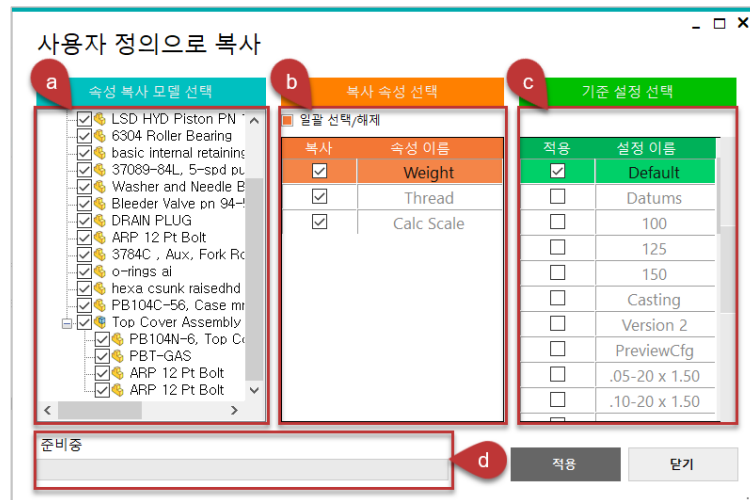 사용자 정의으로 복사
a
속성 복사 모델 선택
LSD HYD Piston PN
6304 Roller Bearing
basic internal retaining
37089-84L, 5-spd
Washer and Needle
Bleeder Valve pn
DRAIN PLUG
ARP 12 Pt Bolt
3784C , Aux, Fork
o-rings ai
hexa csunk raisedhd
PB104C-56, Case
Top Cover Assembly
PB104N-6, Top
PBT-GAS
ARP 12 Pt Bolt
ARP 12 Pt Bolt
b
복사 속성 선택
일괄 선택/해제
복사 속성 이름
Weight
Thread
Calc Scale
c
기준 설정 선택
적용 설정 이름
Default
Datums
100
125
150
Casting
Version 2
PreviewCfg
.05-20 x 1.50
.10-20 x 1.50
준비중
d
적용
닫기